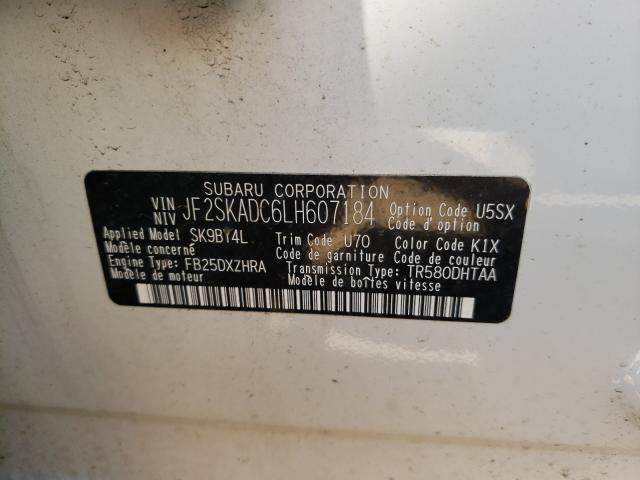 SUBARU CORPORATION
VIN NIV JF2SKADC6LH607184 Option Code U5SX
Code d'option
Applied Model SK9BY4L Trim Code U70 Color Code K1X
Modèle concerné Code de garniture Code de couleur
Engine Type: FB25DXZHRA Transmission Type: TR580DHTAA
Modèle de moteur Modèle de boîtes vitesse